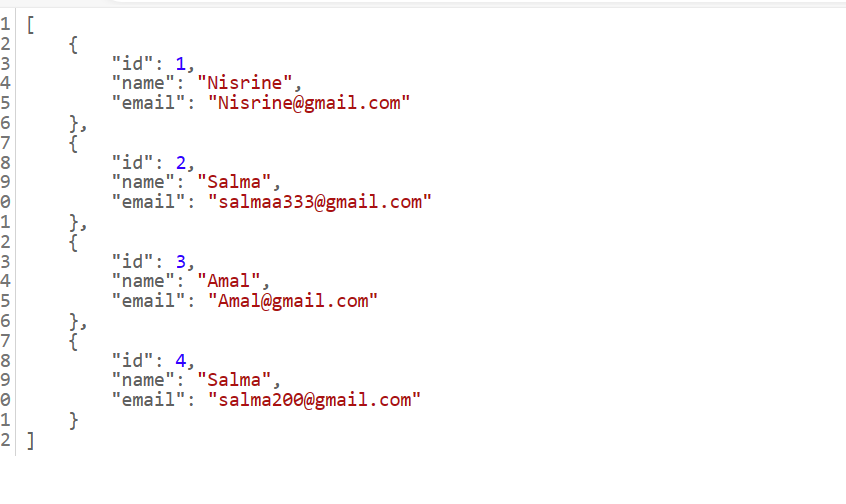 1 [
2     {
3         "id": 1,
4         "name": "Nisrine",
5         "email": "Nisrine@gmail.com"
6     },
7     {
8         "id": 2,
9         "name": "Salma",
0         "email": "salmaa333@gmail.com"
1     },
2     {
3         "id": 3,
4         "name": "Amal",
5         "email": "Amal@gmail.com"
6     },
7     {
8         "id": 4,
9         "name": "Salma",
0         "email": "salma200@gmail.com"
1     }
2 ]